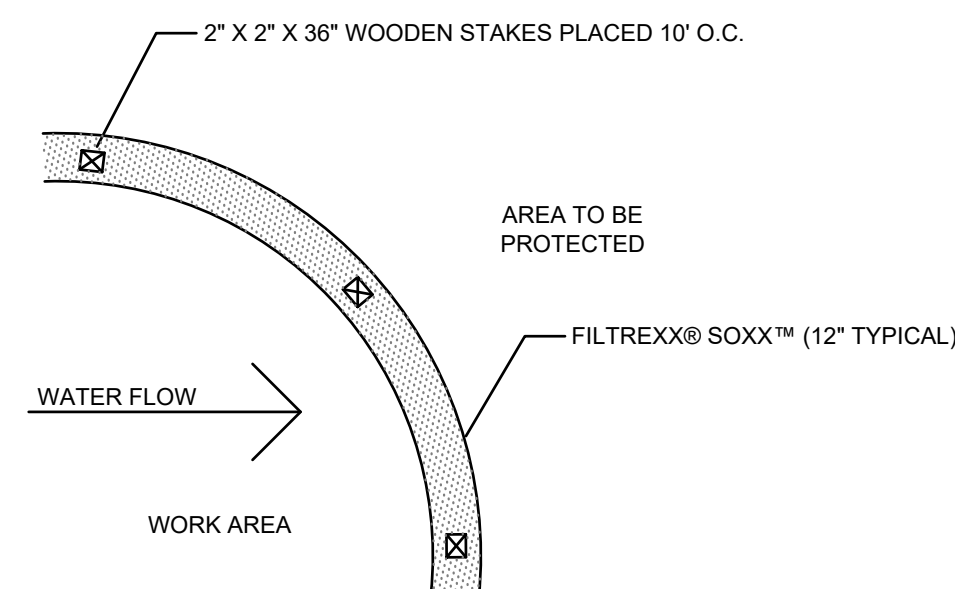 2" X 2" X 36" WOODEN STAKES PLACED 10' O.C.
AREA TO BE
PROTECTED
FILTREXX® SOXX™ (12" TYPICAL)
WATER FLOW
WORK AREA